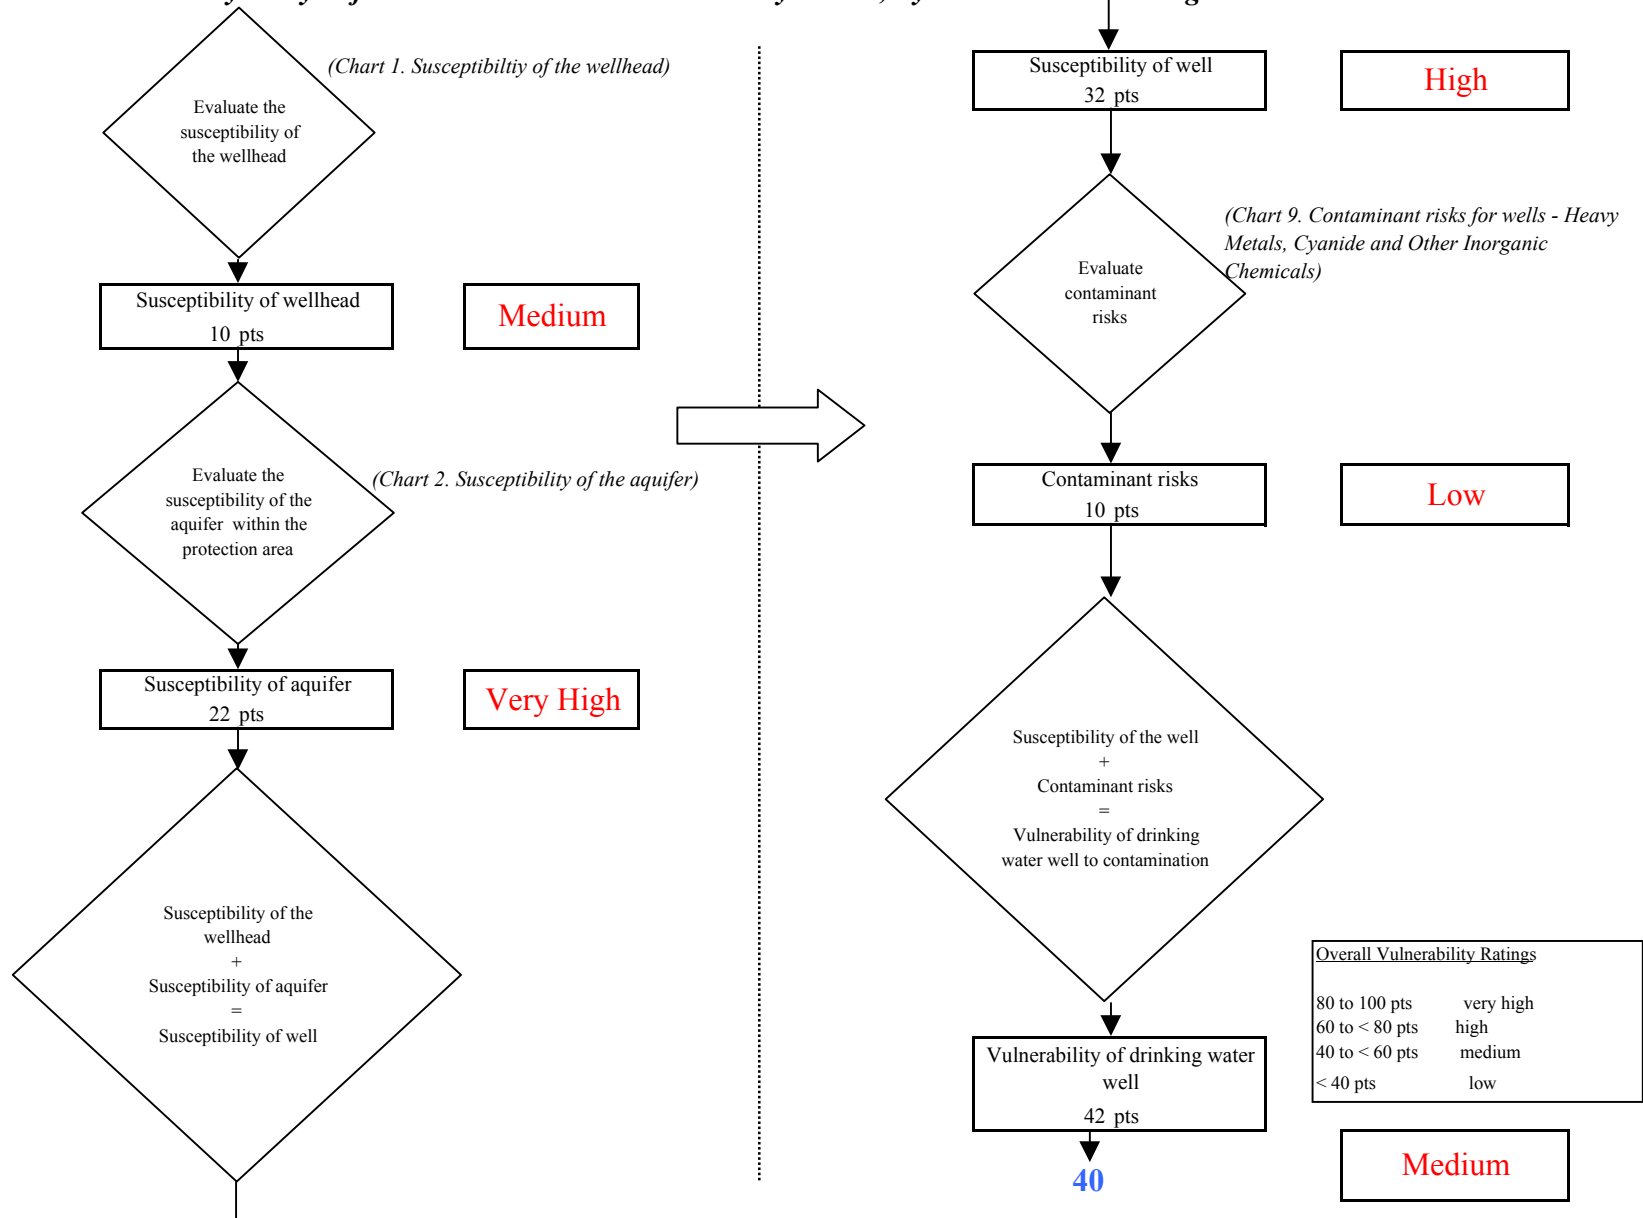 (Chart 1. Susceptibiltiy of the wellhead)
Evaluate the
susceptibility of
the wellhead
Susceptibility of wellhead
10 pts
Medium
Evaluate the
susceptibility of the
aquifer within the
protection area
(Chart 2. Susceptibility of the aquifer)
Susceptibility of aquifer
22 pts
Very High
Susceptibility of the
wellhead
+
Susceptibility of aquifer
=
Susceptibility of well
Susceptibility of well
32 pts
High
(Chart 9. Contaminant risks for wells - Heavy
Metals, Cyanide and Other Inorganic
Chemicals)
Evaluate
contaminant
risks
Contaminant risks
10 pts
Low
Susceptibility of the well
+
Contaminant risks
=
Vulnerability of drinking
water well to contamination
Overall Vulnerability Ratings
80 to 100 pts very high
60 to < 80 pts high
40 to < 60 pts medium
< 40 pts low
Vulnerability of drinking water
well
42 pts
40
Medium